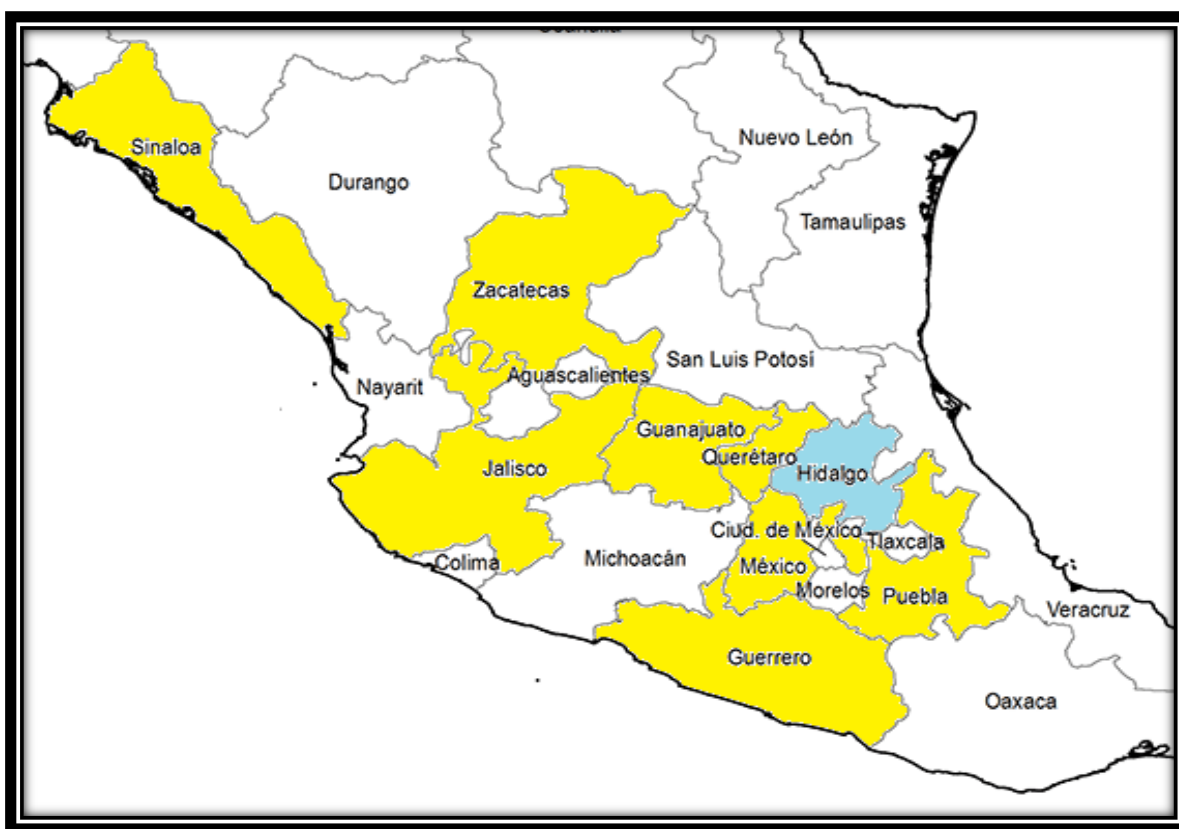 Nuevo León
Sinaloa
Durango
Tamaulipas
Zacatecas
San Luis Potosí
Aguascalientes
Nayarit
Guanajuato
Querétaro
Jalisco
Hidalgo
Ciud. de México
Tlaxcala
Michoacán
Colima
México
Morelos
Puebla
Veracruz
Guerrero
Oaxaca